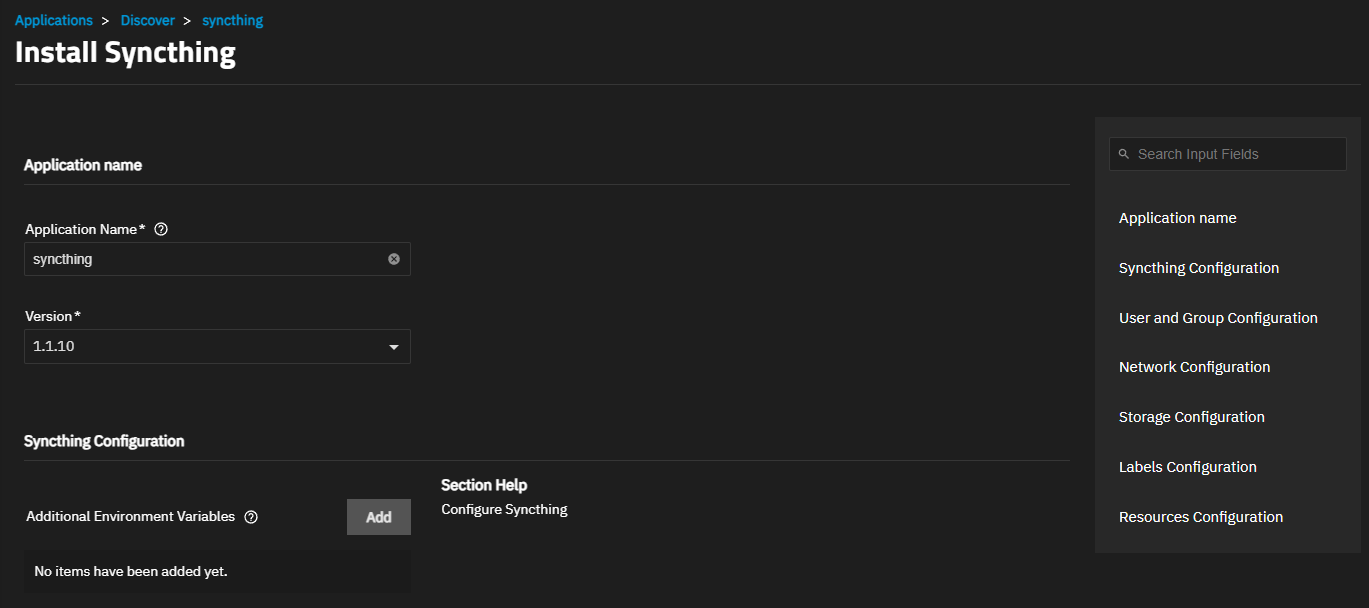 Applications > Discover > syncthing
Install Syncthing
Application name
Application Name*
syncthing
Version*
1.1.10
Syncthing Configuration
Additional Environment Variables
Add
No items have been added yet.
Section Help
Configure Syncthing
Search Input Fields
Application name
Syncthing Configuration
User and Group Configuration
Network Configuration
Storage Configuration
Labels Configuration
Resources Configuration